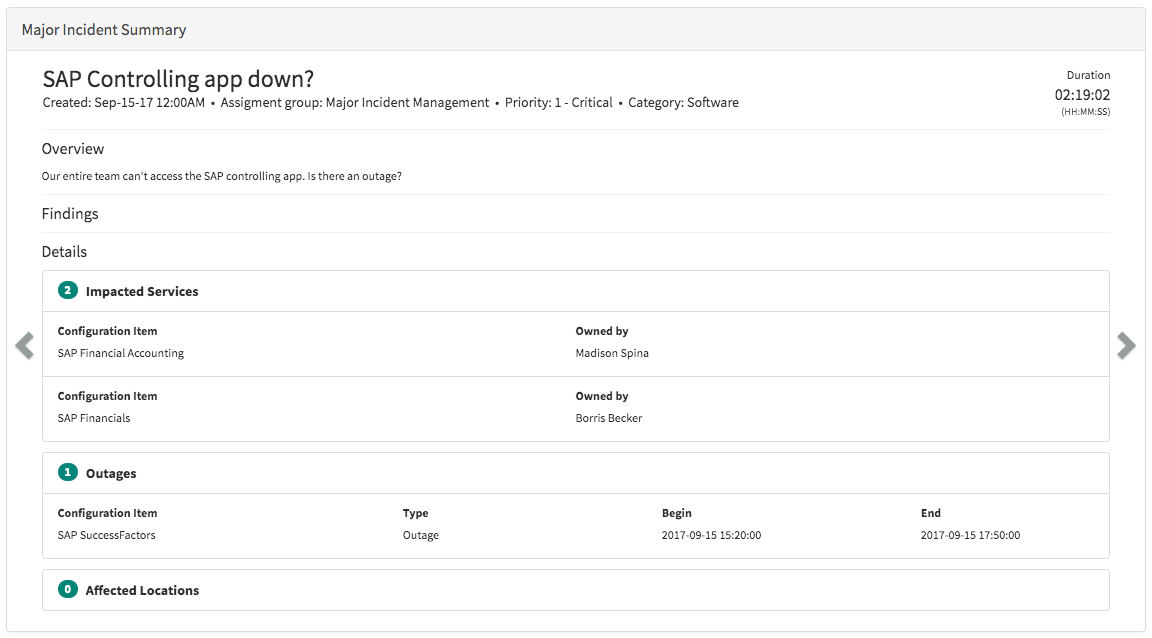 Major Incident Summary
SAP Controlling app down?
Created: Sep-15-17 12:00AM • Assigment group: Major Incident Management • Priority: 1 - Critical • Category: Software
Duration
02:19:02
(HH:MM:SS)
Overview
Our entire team can't access the SAP controlling app. Is there an outage?
Findings
Details
2 Impacted Services
Configuration Item Owned by
SAP Financial Accounting Madison Spina
Configuration Item Owned by
SAP Financials Borris Becker
1 Outages
Configuration Item Type Begin End
SAP SuccessFactors Outage 2017-09-15 15:20:00 2017-09-15 17:50:00
0 Affected Locations